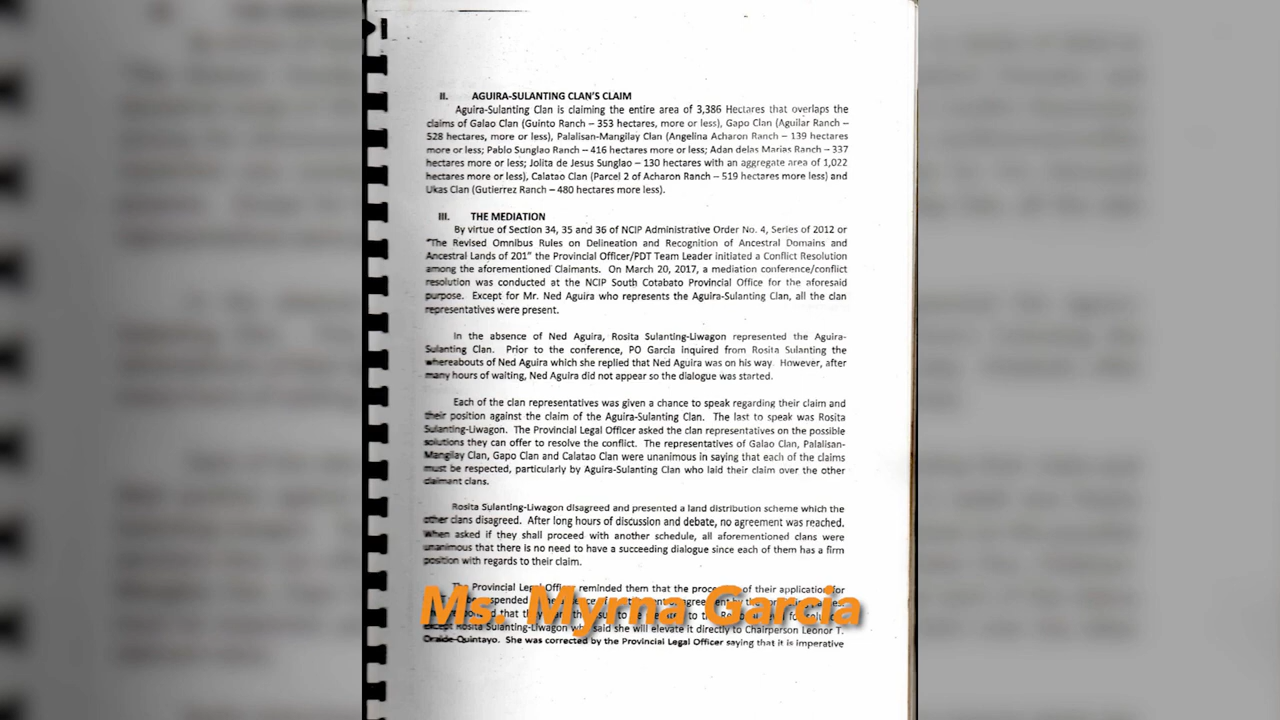 II. AGUIRA-SULANTING CLAN'S CLAIM
Aguira-Sulanting Clan is claiming the entire area of 3,386 Hectares that overlaps the
claims of Galao Clan (Guinto Ranch – 353 hectares, more or less), Gapo Clan (Aguilar Ranch –
528 hectares, more or less), Palalisan-Mangilay Clan (Angelina Acharon Ranch – 139 hectares
more or less; Pablo Sunglao Ranch – 416 hectares more or less; Adan delas Marias Ranch – 337
hectares more or less; Jolita de Jesus Sunglao – 130 hectares with an aggregate area of 1,022
hectares more or less), Calatao Clan (Parcel 2 of Acharon Ranch – 519 hectares more less) and
Ukas Clan (Gutierrez Ranch – 480 hectares more less).
III. THE MEDIATION
By virtue of Section 34, 35 and 36 of NCIP Administrative Order No. 4, Series of 2012 or
"The Revised Omnibus Rules on Delineation and Recognition of Ancestral Domains and
Ancestral Lands of 201" the Provincial Officer/PDT Team Leader initiated a Conflict Resolution
among the aforementioned Claimants. On March 20, 2017, a mediation conference/conflict
resolution was conducted at the NCIP South Cotabato Provincial Office for the aforesaid
purpose. Except for Mr. Ned Aguira who represents the Aguira-Sulanting Clan, all the clan
representatives were present.
In the absence of Ned Aguira, Rosita Sulanting-Liwagon represented the Aguira-
Sulanting Clan. Prior to the conference, PO Garcia inquired from Rosita Sulanting the
whereabouts of Ned Aguira which she replied that Ned Aguira was on his way. However, after
many hours of waiting, Ned Aguira did not appear so the dialogue was started.
Each of the clan representatives was given a chance to speak regarding their claim and
their position against the claim of the Aguira-Sulanting Clan. The last to speak was Rosita
Sulanting-Liwagon. The Provincial Legal Officer asked the clan representatives on the possible
solutions they can offer to resolve the conflict. The representatives of Galao Clan, Palalisan-
Mangilay Clan, Gapo Clan and Calatao Clan were unanimous in saying that each of the claims
must be respected, particularly by Aguira-Sulanting Clan who laid their claim over the other
claimant clans.
Rosita Sulanting-Liwagon disagreed and presented a land distribution scheme which the
other clans disagreed. After long hours of discussion and debate, no agreement was reached.
When asked if they shall proceed with another schedule, all aforementioned clans were
unanimous that there is no need to have a succeeding dialogue since each of them has a firm
position with regards to their claim.
The Provincial Legal Officer reminded them that the of their application for
Ms. Myrna Garcia
that
except Rosita Sulanting-Liwagon who said she will elevate it directly to Chairperson Leonor T.
Oralde-Quintayo. She was corrected by the Provincial Legal Officer saying that it is imperative